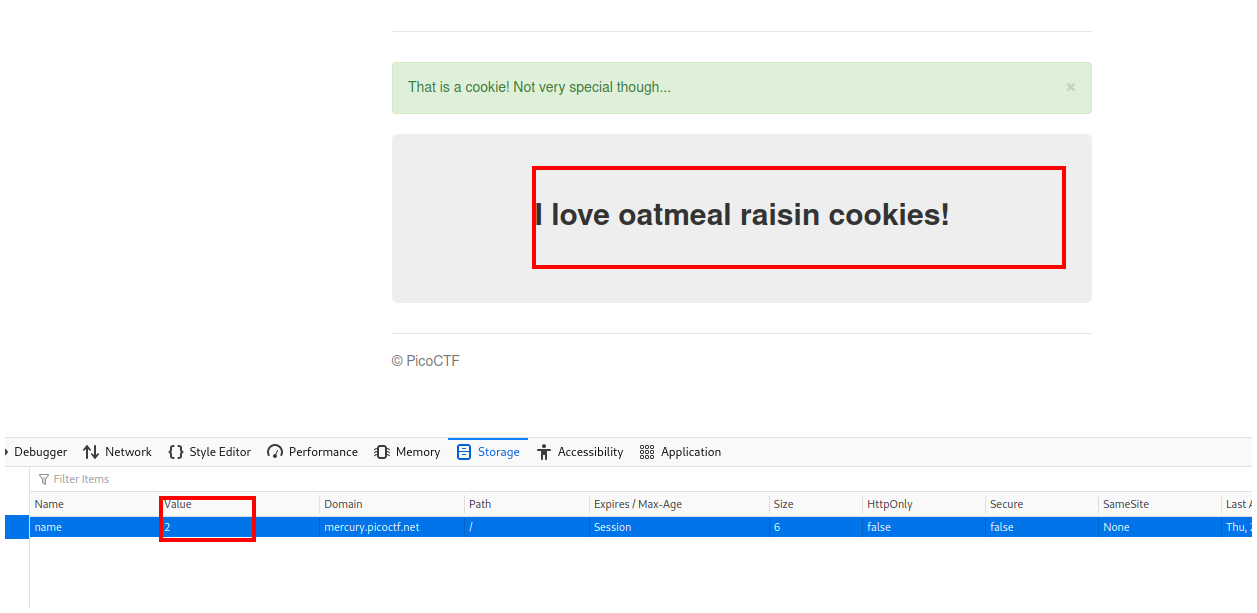 That is a cookie! Not very special though... ×
I love oatmeal raisin cookies!
© PicoCTF
Debugger Network Style Editor Performance Memory Storage Accessibility Application
Filter Items
Name Value Domain Path Expires / Max-Age Size HttpOnly Secure SameSite Last A
name 2 mercury.picoctf.net / Session 6 false false None Thu, 2